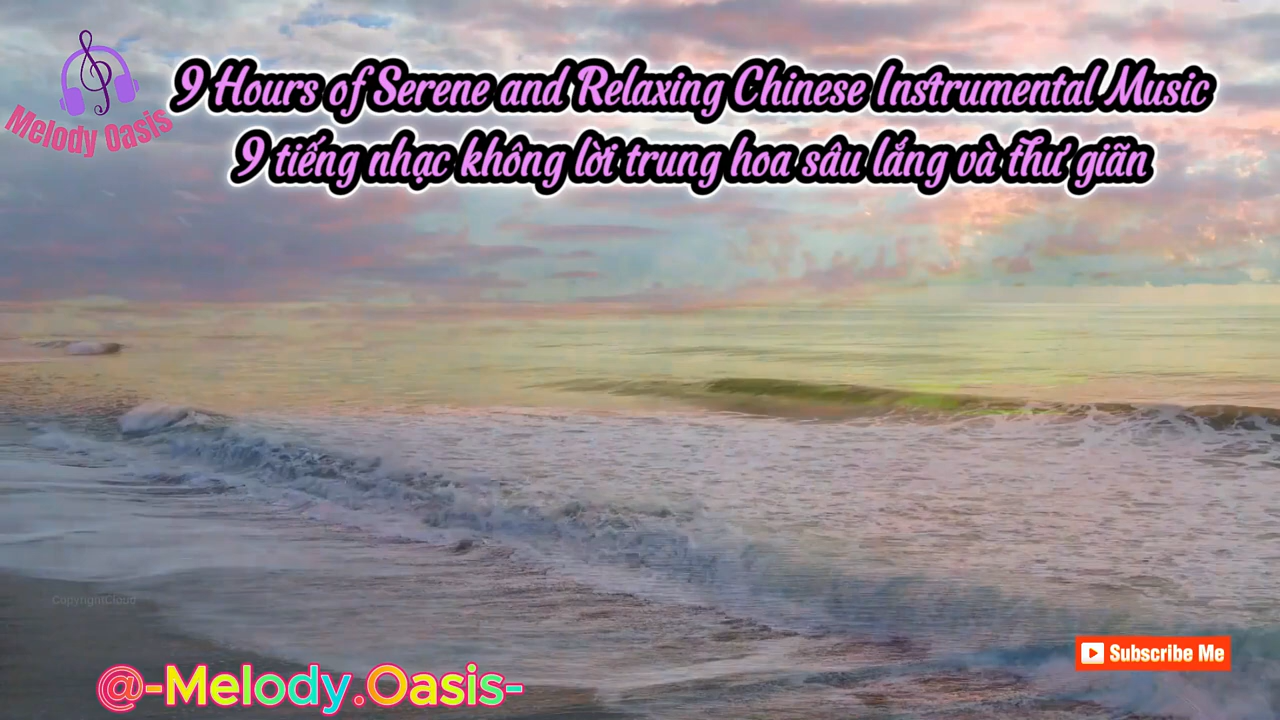 Melody Oasis
9 Hours of Serene and Relaxing Chinese Instrumental Music
9 tiếng nhạc không lời trung hoa sâu lắng và thư giãn
CopyrightCloud
Subscribe Me
@-Melody.Oasis-